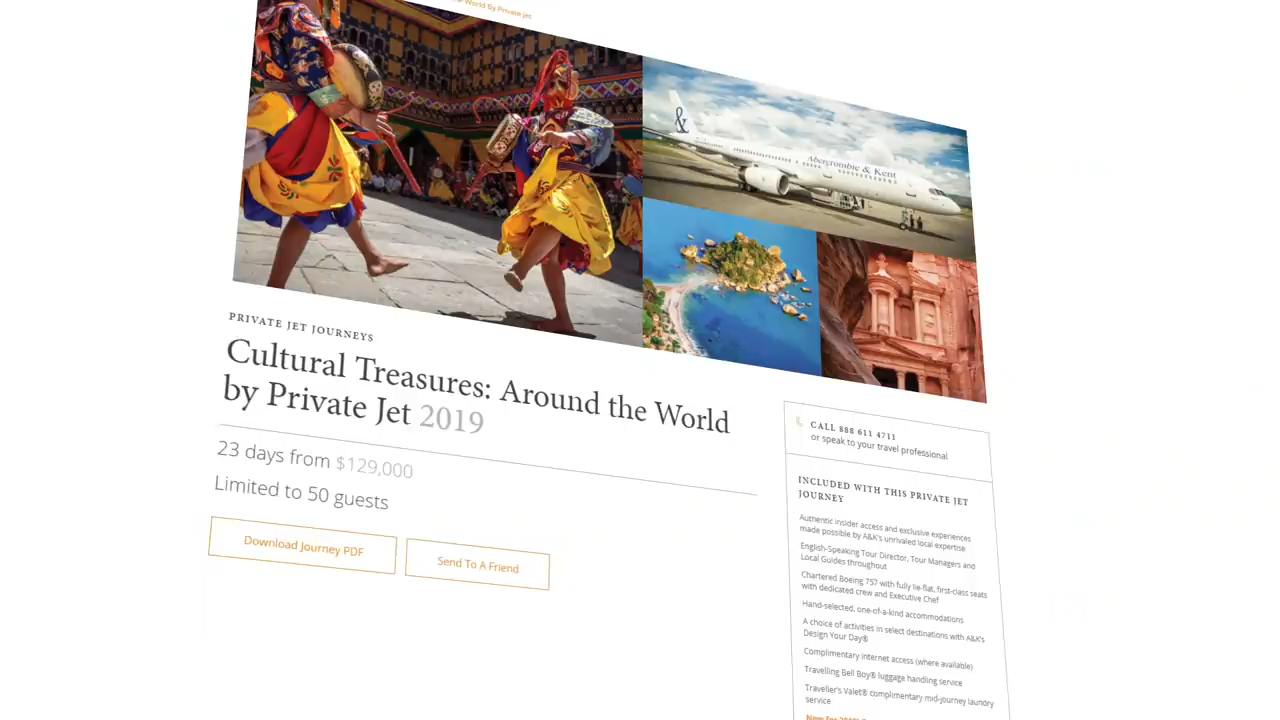 World By Private Jet
&
Abercrombie & Kent
PRIVATE JET JOURNEYS
Cultural Treasures: Around the World
by Private Jet 2019
23 days from $129,000
Limited to 50 guests
Download Journey PDF
Send To A Friend
CALL 888 611 4711
or speak to your travel professional
INCLUDED WITH THIS PRIVATE JET
JOURNEY
Authentic insider access and exclusive experiences
made possible by A&K's unrivaled local expertise
English-Speaking Tour Director, Tour Managers and
Local Guides throughout
Chartered Boeing 757 with fully lie-flat, first-class seats
with dedicated crew and Executive Chef
Hand-selected, one-of-a-kind accommodations
A choice of activities in select destinations with A&K's
Design Your Day®
Complimentary internet access (where available)
Travelling Bell Boy® luggage handling service
Traveller's Valet® complimentary mid-journey laundry
service